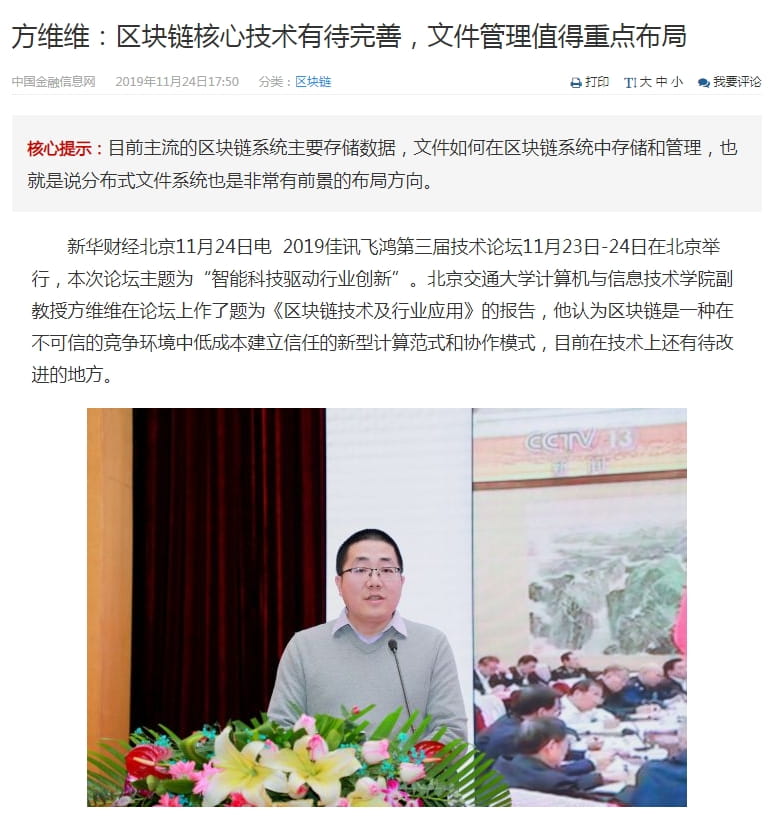 方维维：区块链核心技术有待完善，文件管理值得重点布局
中国金融信息网 2019年11月24日17:50 分类：区块链 打印 T! 大 中 小 我要评论
核心提示：目前主流的区块链系统主要存储数据，文件如何在区块链系统中存储和管理，也
就是说分布式文件系统也是非常有前景的布局方向。
新华财经北京11月24日电 2019佳讯飞鸿第三届技术论坛11月23日-24日在北京举
行，本次论坛主题为“智能科技驱动行业创新”。北京交通大学计算机与信息技术学院副
教授方维维在论坛上作了题为《区块链技术及行业应用》的报告，他认为区块链是一种在
不可信的竞争环境中低成本建立信任的新型计算范式和协作模式，目前在技术上还有待改
进的地方。
CCTV 13
新闻